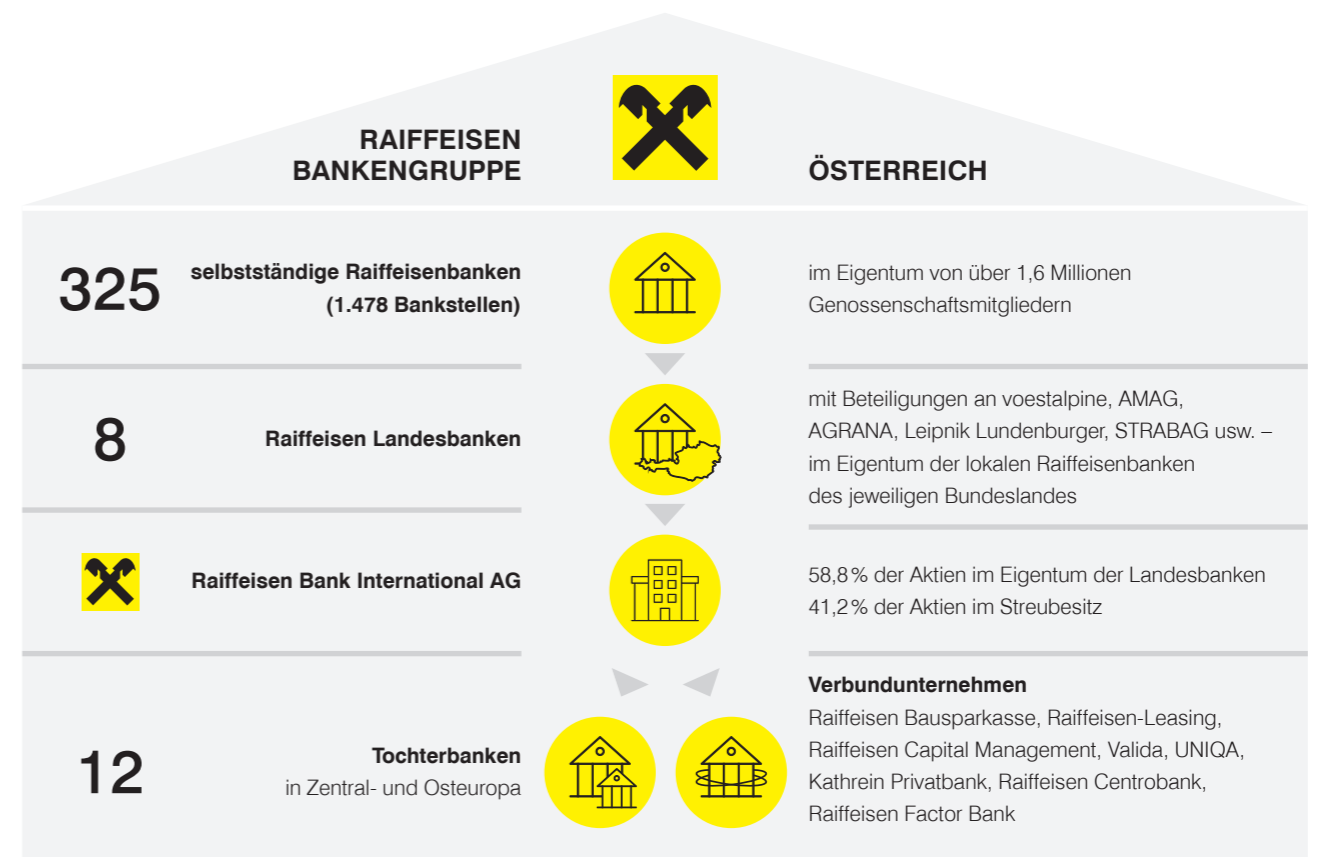 RAIFFEISEN
BANKENGRUPPE
ÖSTERREICH
325
selbstständige Raiffeisenbanken
(1.478 Bankstellen)
im Eigentum von über 1,6 Millionen
Genossenschaftsmitgliedern
8
Raiffeisen Landesbanken
mit Beteiligungen an voestalpine, AMAG,
AGRANA, Leipnik Lundenburger, STRABAG usw. –
im Eigentum der lokalen Raiffeisenbanken
des jeweiligen Bundeslandes
Raiffeisen Bank International AG
58,8 % der Aktien im Eigentum der Landesbanken
41,2 % der Aktien im Streubesitz
12
Tochterbanken
in Zentral- und Osteuropa
Verbundunternehmen
Raiffeisen Bausparkasse, Raiffeisen-Leasing,
Raiffeisen Capital Management, Valida, UNIQA,
Kathrein Privatbank, Raiffeisen Centrobank,
Raiffeisen Factor Bank